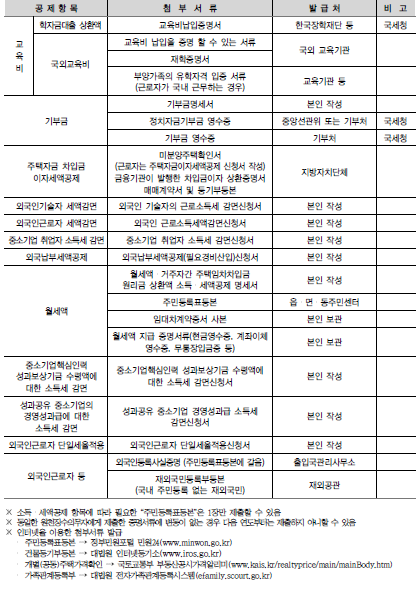 공 제 항 목 첨 부 서 류 발 급 처 비 고
교육비
학자금대출 상환액 교육비납입증명서 한국장학재단 등 국세청
국외교육비
교육비 납입을 증명 할 수 있는 서류 국외 교육기관
재학증명서
부양가족의 유학자격 입증 서류 교육기관 등
(근로자가 국내 근무하는 경우)
기부금
기부금명세서 본인 작성
정치자금기부금 영수증 중앙선관위 또는 기부처 국세청
기부금 영수증 기부처 국세청
주택자금 차입금
이자세액공제
미분양주택확인서
(근로자는 주택자금이자세액공제 신청서 작성)
금융기관이 발행한 차입금이자 상환증명서
매매계약서 및 등기부등본
지방자치단체
외국인기술자 세액감면 외국인 기술자의 근로소득세 감면신청서 본인 작성
외국인근로자 세액감면 외국인 근로소득세액감면신청서 본인 작성
중소기업 취업자 소득세 감면 중소기업 취업자 소득세 감면신청서 본인 작성
외국납부세액공제 외국납부세액공제(필요경비산입)신청서 본인 작성
월세액
월세액ㆍ거주자간 주택임차차입금
원리금 상환액 소득ㆍ세액공제 명세서
본인 작성
주민등록표등본 읍ㆍ면ㆍ동주민센터
임대차계약증서 사본 본인 보관
월세액 지급 증명서류(현금영수증, 계좌이체
영수증, 무통장입금증 등)
본인 보관
중소기업핵심인력
성과보상기금 수령액에
대한 소득세 감면
중소기업핵심인력 성과보상기금 수령액에
대한 소득세 감면신청서
본인 작성
성과공유 중소기업의
경영성과급에 대한
소득세 감면
성과공유 중소기업 경영성과급 소득세
감면신청서
본인 작성
외국인근로자 단일세율적용 외국인근로자 단일세율적용신청서 본인 작성
외국인근로자 등
외국인등록사실증명 (주민등록표등본에 갈음) 출입국관리사무소
재외국민등록부등본
(국내 주민등록 없는 재외국민)
재외공관
※ 소득ㆍ세액공제 항목에 따라 필요한 "주민등록표등본"은 1장만 제출할 수 있음
※ 동일한 원천징수의무자에게 제출한 증명서류에 변동이 없는 경우 다음 연도부터는 제출하지 아니할 수 있음
※ 인터넷을 이용한 첨부서류 발급
ㆍ 주민등록표등본 → 정부민원포털 민원24(www.minwon.go.kr)
ㆍ 건물등기부등본 → 대법원 인터넷등기소(www.iros.go.kr)
ㆍ 개별(공동)주택가격확인 → 국토교통부 부동산공시가격알리미(www.kais.kr/realtyprice/main/mainBody.htm)
ㆍ 가족관계등록부 → 대법원 전자가족관계등록시스템(efamily.scourt.go.kr)